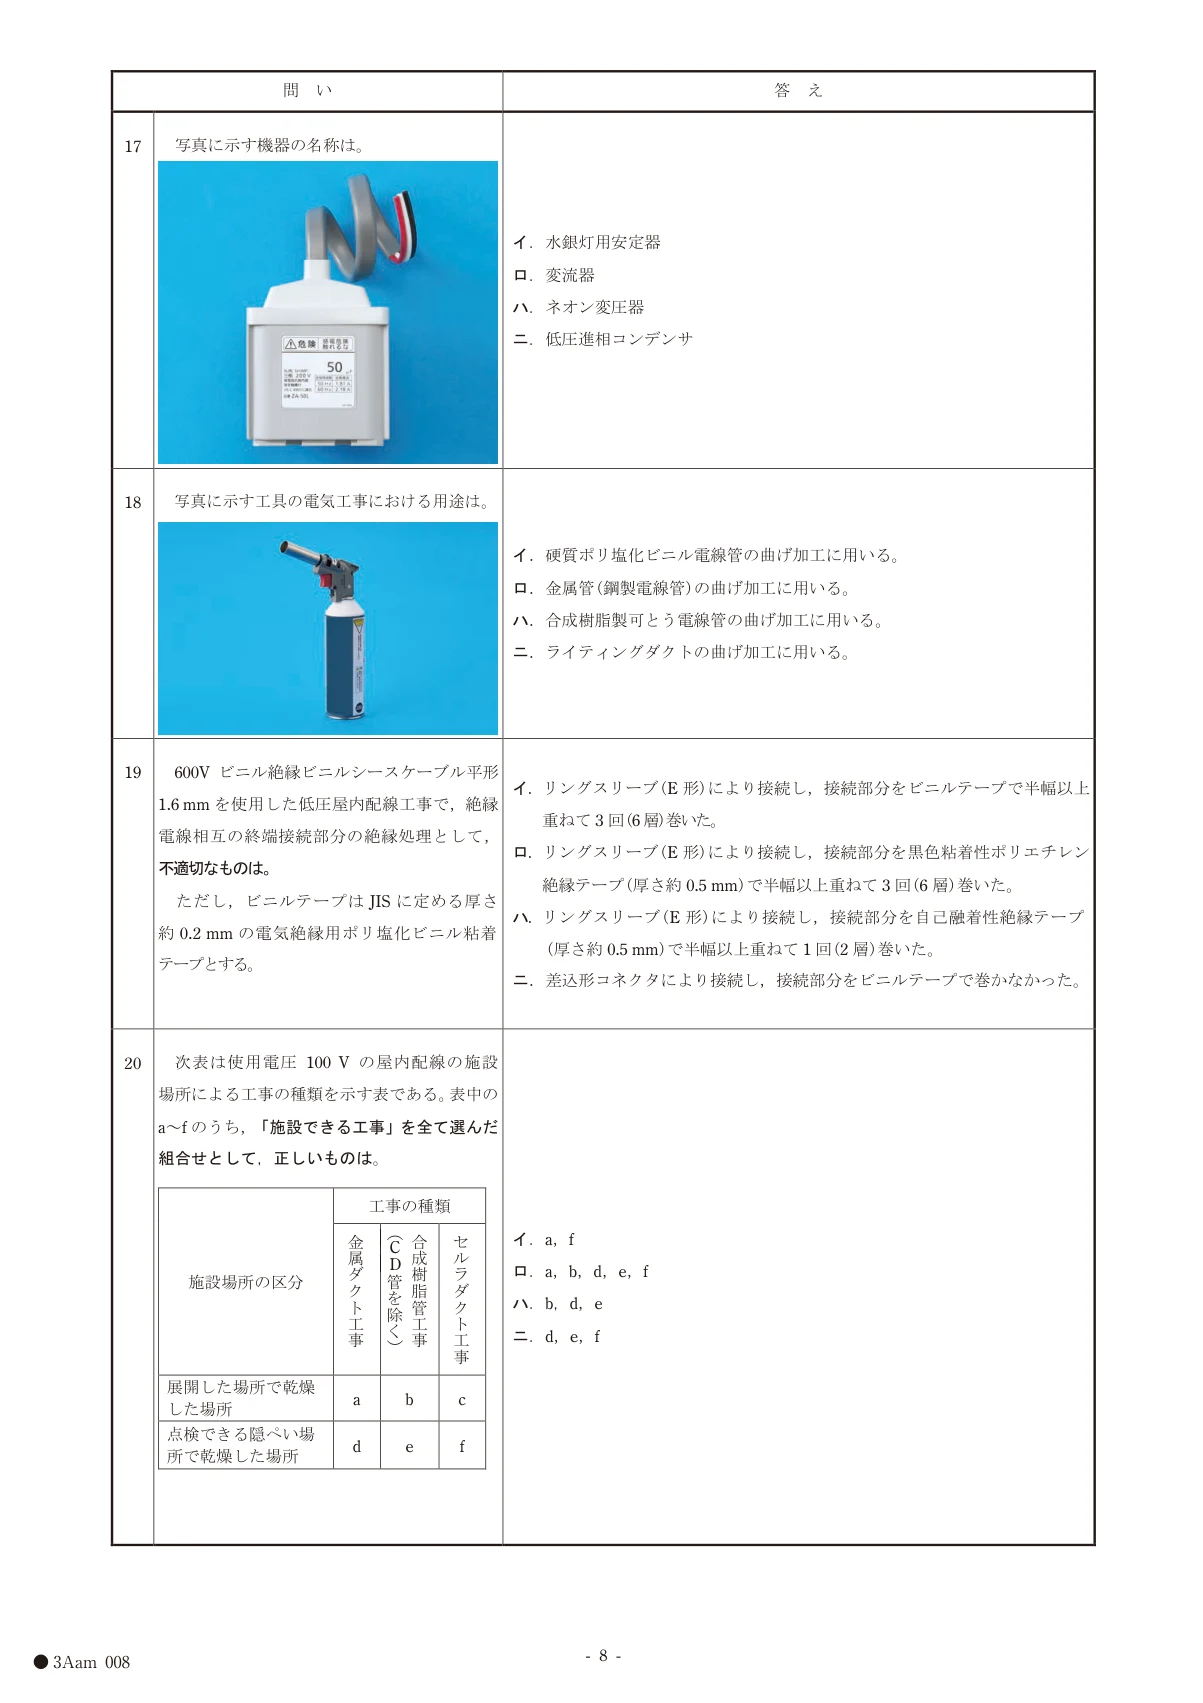 問　い
答　え
17
写真に示す機器の名称は。
危険
50
三相 200V
イ．水銀灯用安定器
ロ．変流器
ハ．ネオン変圧器
ニ．低圧進相コンデンサ
18
写真に示す工具の電気工事における用途は。
イ．硬質ポリ塩化ビニル電線管の曲げ加工に用いる。
ロ．金属管(鋼製電線管)の曲げ加工に用いる。
ハ．合成樹脂製可とう電線管の曲げ加工に用いる。
ニ．ライティングダクトの曲げ加工に用いる。
19
600V ビニル絶縁ビニルシースケーブル平形
1.6 mm を使用した低圧屋内配線工事で，絶縁
電線相互の終端接続部分の絶縁処理として，
不適切なものは。
ただし，ビニルテープは JIS に定める厚さ
約 0.2 mm の電気絶縁用ポリ塩化ビニル粘着
テープとする。
イ．リングスリーブ(E 形)により接続し，接続部分をビニルテープで半幅以上
重ねて 3 回(6 層)巻いた。
ロ．リングスリーブ(E 形)により接続し，接続部分を黒色粘着性ポリエチレン
絶縁テープ(厚さ約 0.5 mm)で半幅以上重ねて 3 回(6 層)巻いた。
ハ．リングスリーブ(E 形)により接続し，接続部分を自己融着性絶縁テープ
(厚さ約 0.5 mm)で半幅以上重ねて 1 回(2 層)巻いた。
ニ．差込形コネクタにより接続し，接続部分をビニルテープで巻かなかった。
20
次表は使用電圧 100 V の屋内配線の施設
場所による工事の種類を示す表である。表中の
a～f のうち，「施設できる工事」を全て選んだ
組合せとして，正しいものは。
施設場所の区分
工事の種類
金属ダクト工事
合成樹脂管工事
(CD管を除く)
セルラダクト工事
展開した場所で乾燥
した場所
a
b
c
点検できる隠ぺい場
所で乾燥した場所
d
e
f
イ．a，f
ロ．a，b，d，e，f
ハ．b，d，e
ニ．d，e，f
- 8 -
●3Aam 008